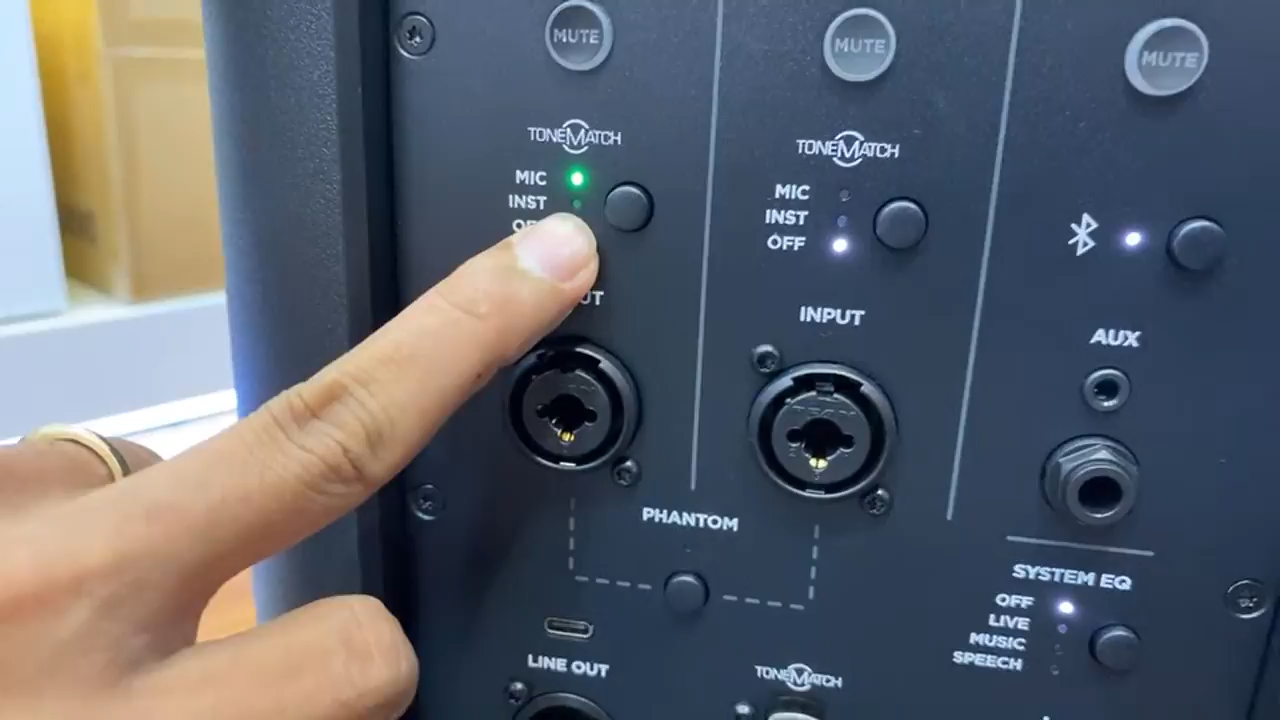 MUTE
MUTE
MUTE
TONEMATCH
TONEMATCH
MIC
INST
MIC
INST
OFF
INPUT
AUX
PHANTOM
SYSTEM EQ
OFF
LIVE
MUSIC
SPEECH
LINE OUT
TONEMATCH